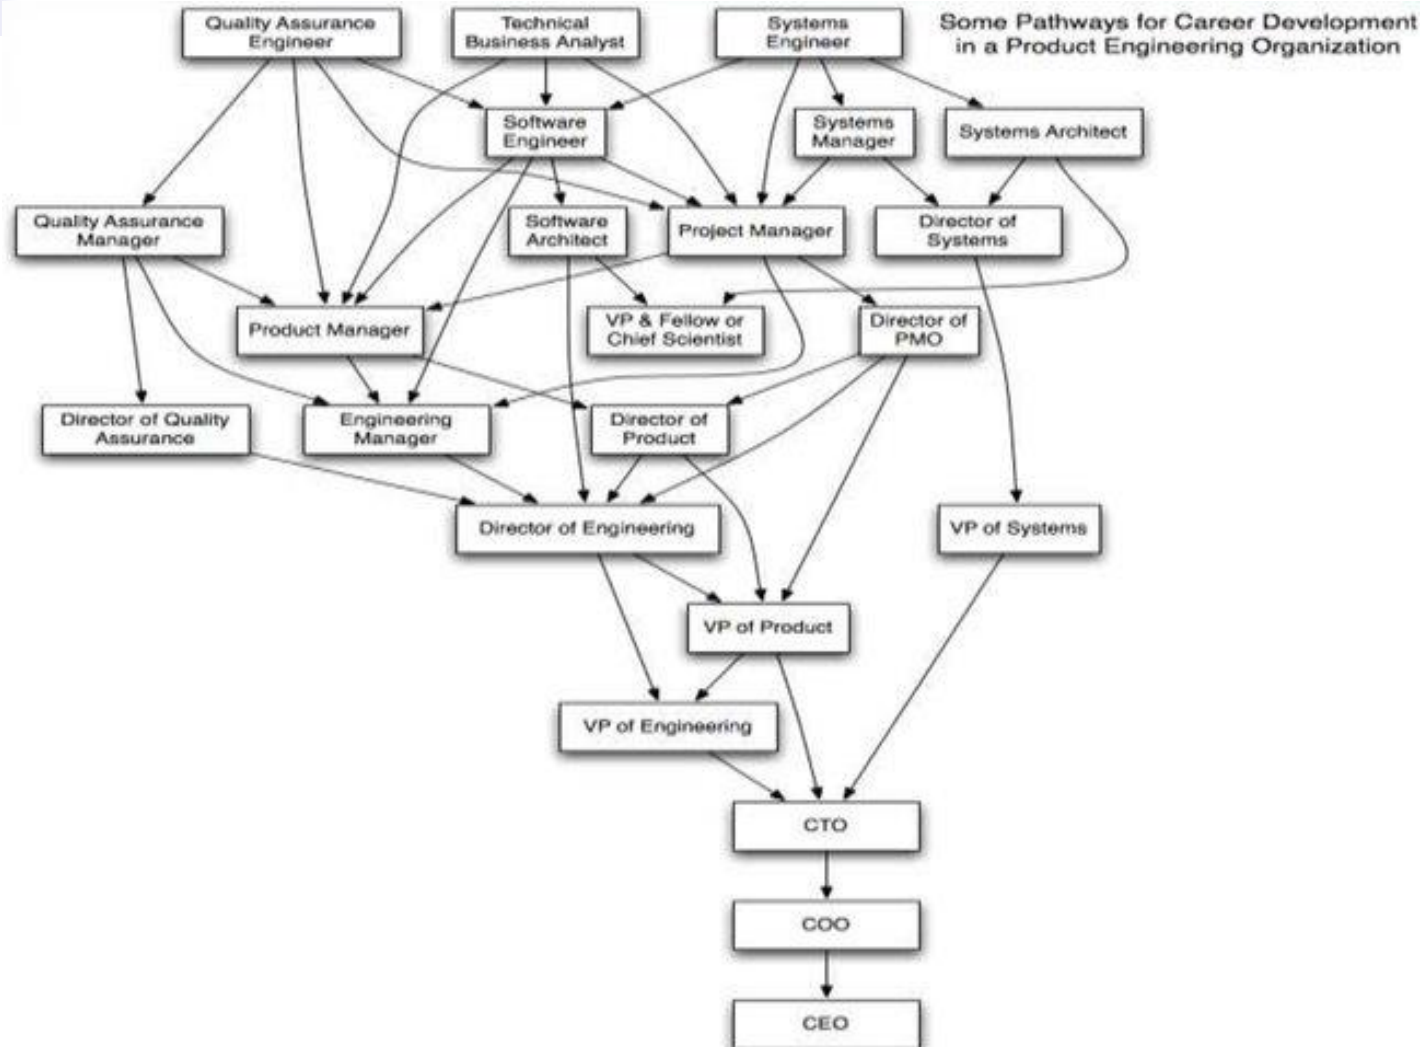 Quality Assurance
Engineer
Technical
Business Analyst
Systems
Engineer
Some Pathways for Career Development
in a Product Engineering Organization
Software
Engineer
Systems
Manager
Systems Architect
Quality Assurance
Manager
Software
Architect
Project Manager
Director of
Systems
Product Manager
VP & Fellow or
Chief Scientist
Director of
PMO
Director of Quality
Assurance
Engineering
Manager
Director of
Product
Director of Engineering
VP of Systems
VP of Product
VP of Engineering
CTO
COO
CEO